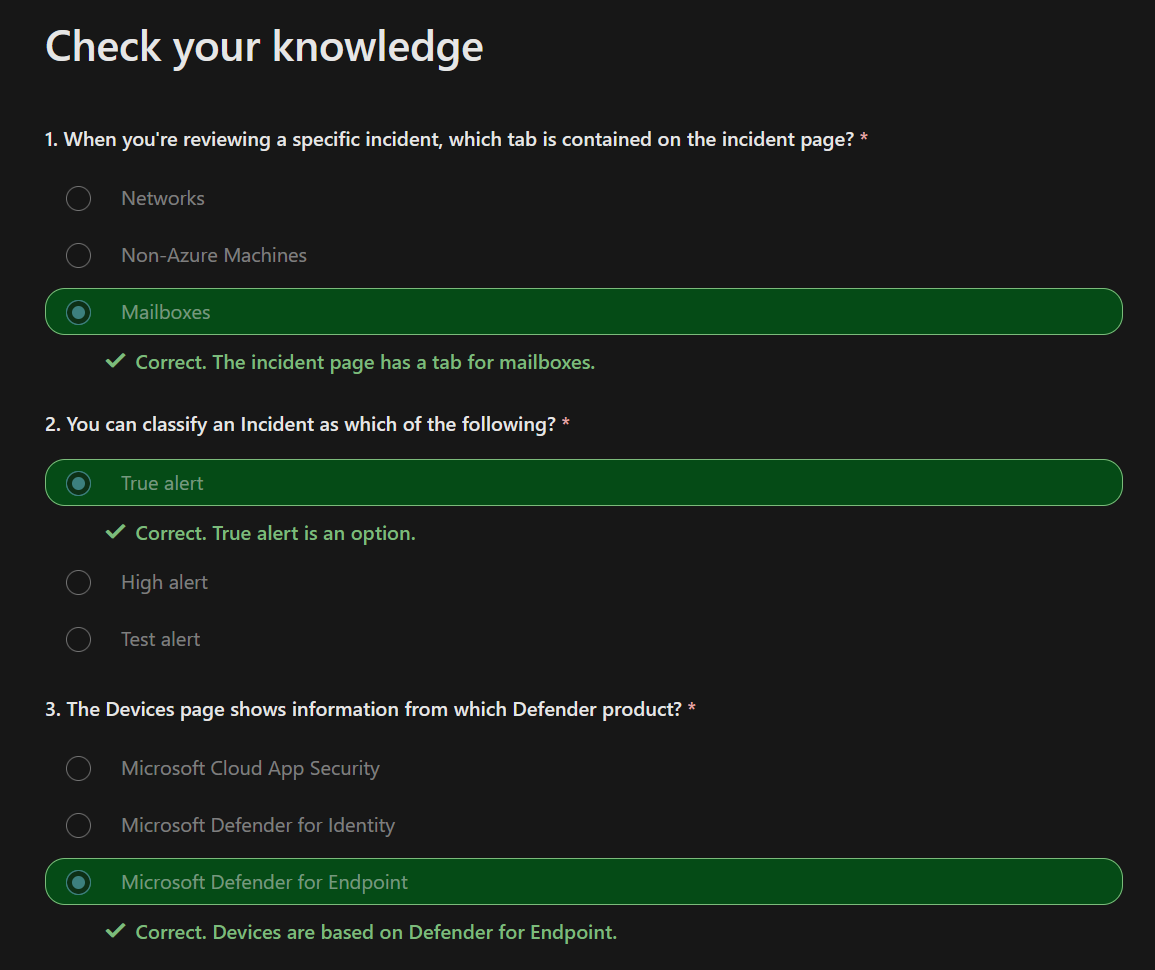 Check your knowledge
1. When you're reviewing a specific incident, which tab is contained on the incident page? *
Networks
Non-Azure Machines
Mailboxes
Correct. The incident page has a tab for mailboxes.
2. You can classify an Incident as which of the following? *
True alert
Correct. True alert is an option.
High alert
Test alert
3. The Devices page shows information from which Defender product? *
Microsoft Cloud App Security
Microsoft Defender for Identity
Microsoft Defender for Endpoint
Correct. Devices are based on Defender for Endpoint.